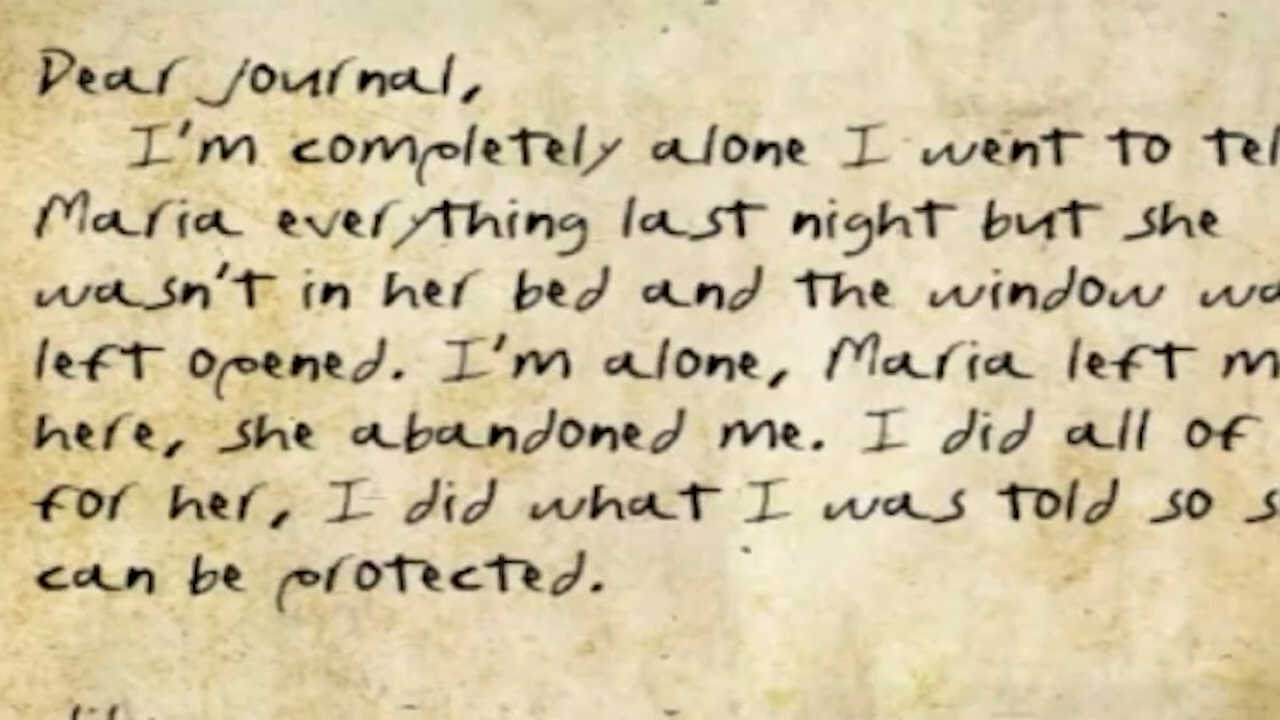 Dear journal,
I'm completely alone I went to tel
Maria everything last night but she
wasn't in her bed and the window wa
left opened. I'm alone, Maria left m
here, she abandoned me. I did all of
for her, I did what I was told so s
can be protected.